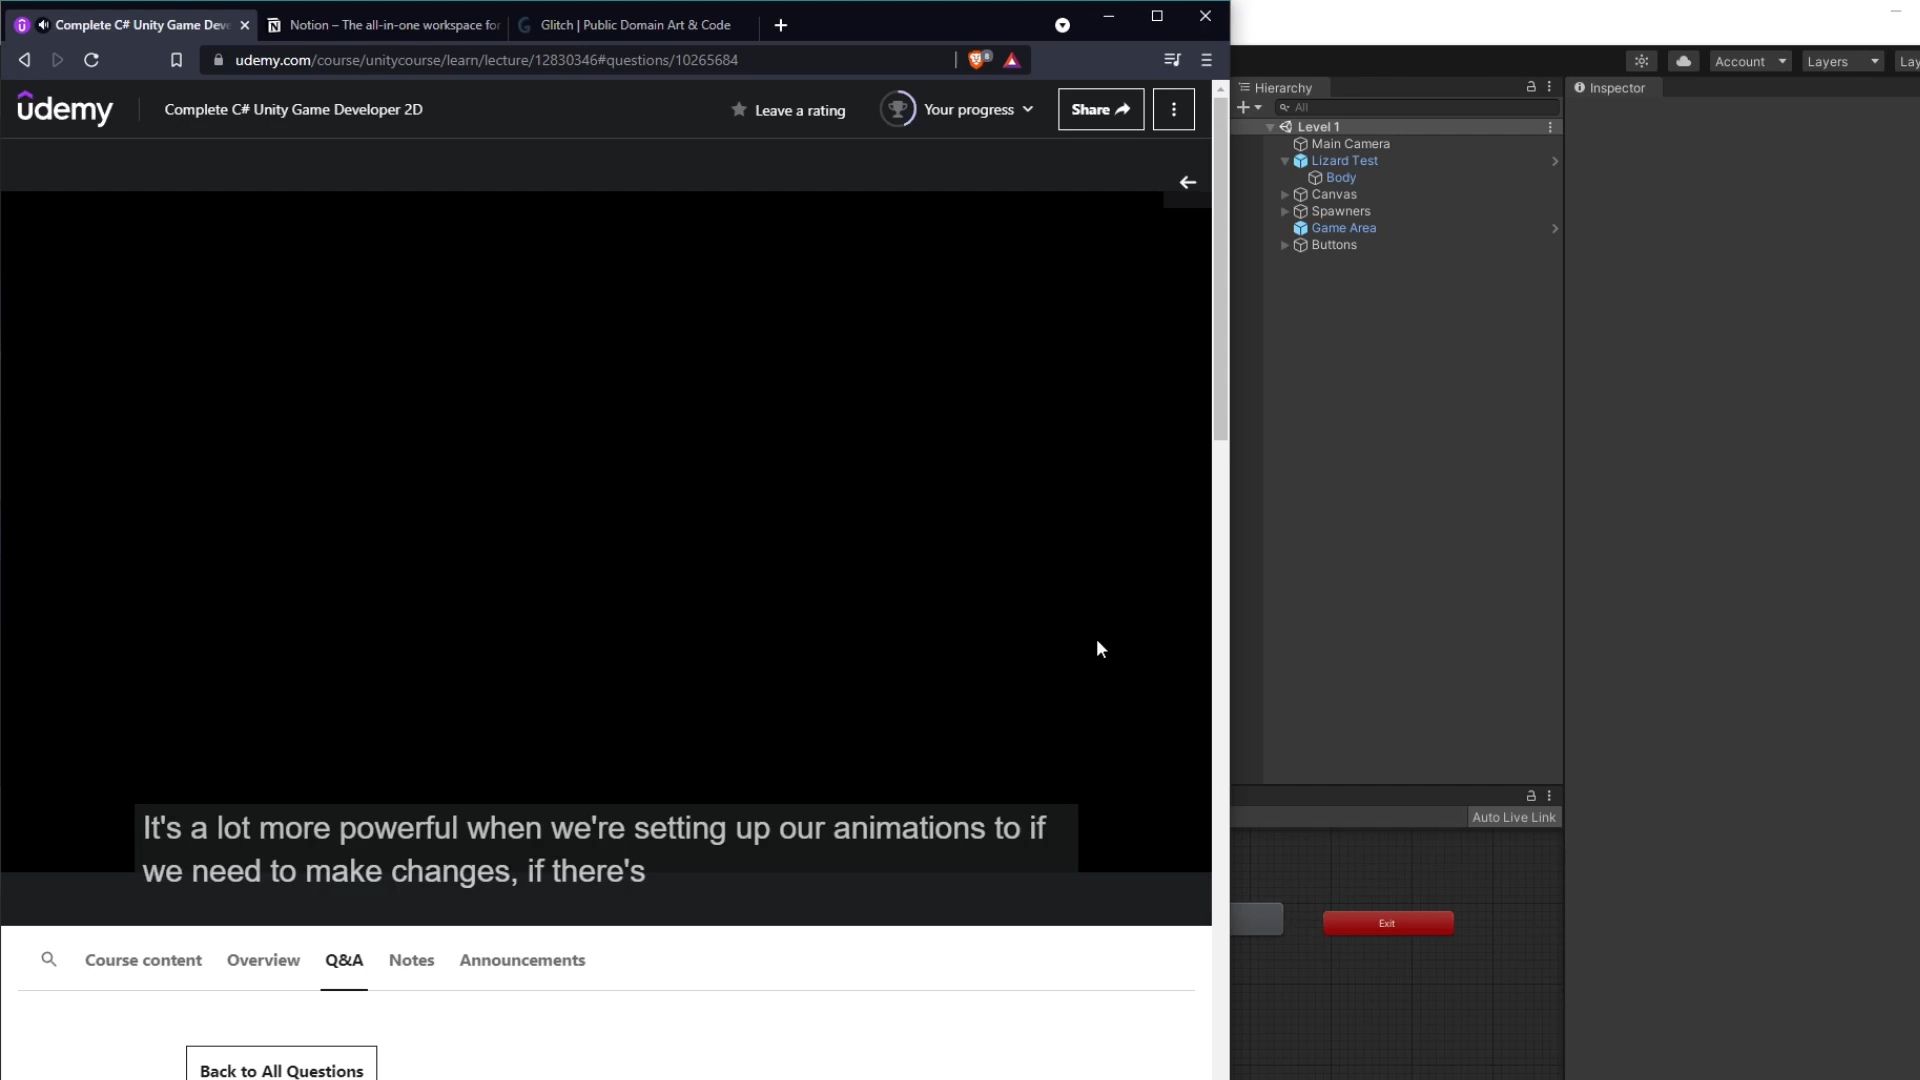 Complete C# Unity Game Deve
Notion – The all-in-one workspace for
Glitch | Public Domain Art & Code
udemy.com/course/unitycourse/learn/lecture/12830346#questions/10265684
udemy
Complete C# Unity Game Developer 2D
Leave a rating
Your progress
Share
It's a lot more powerful when we're setting up our animations to if
we need to make changes, if there's
Course content
Overview
Q&A
Notes
Announcements
Back to All Questions
Account
Layers
Lay
Hierarchy
Inspector
All
Level 1
Main Camera
Lizard Test
Body
Canvas
Spawners
Game Area
Buttons
Auto Live Link
Exit